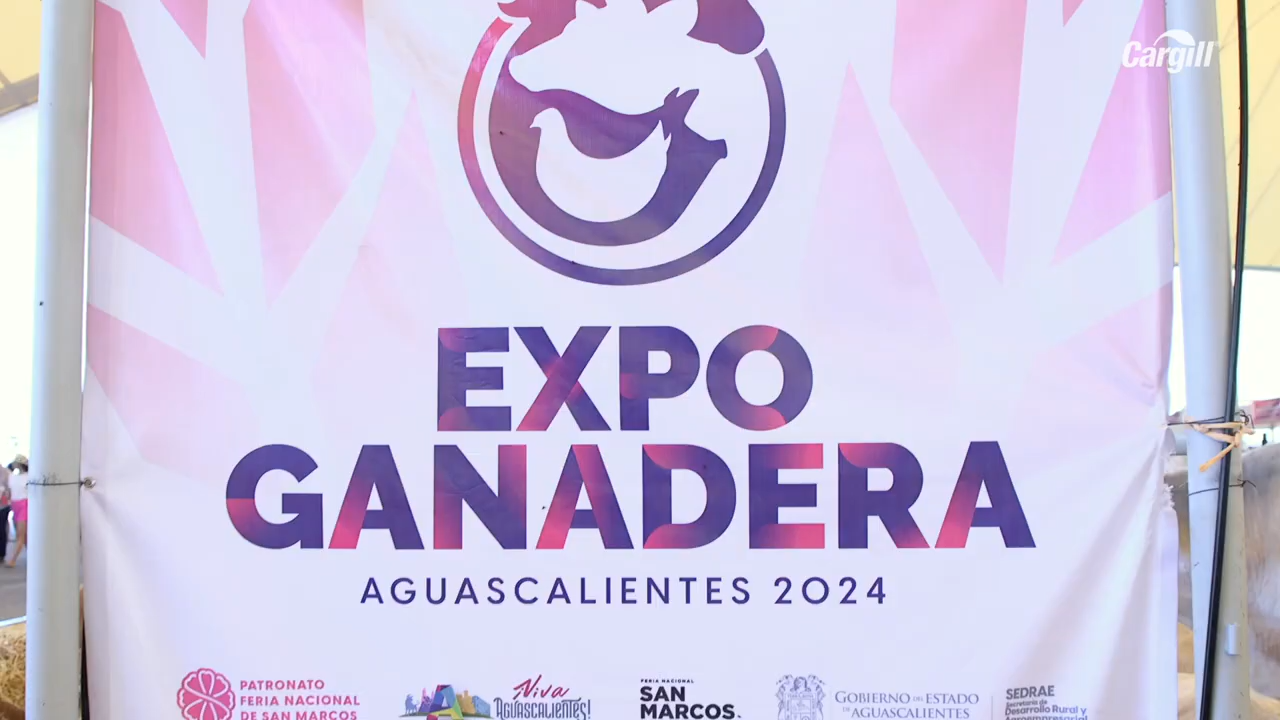 Cargill
EXPO
GANADERA
AGUASCALIENTES 2024
PATRONATO
FERIA NACIONAL
DE SAN MARCOS
¡Viva
AGUASCALIENTES!
FERIA NACIONAL
SAN
MARCOS
GOBIERNO DEL ESTADO
DE AGUASCALIENTES
SEDRAE
Secretaría de
Desarrollo Rural y
Agroempresarial